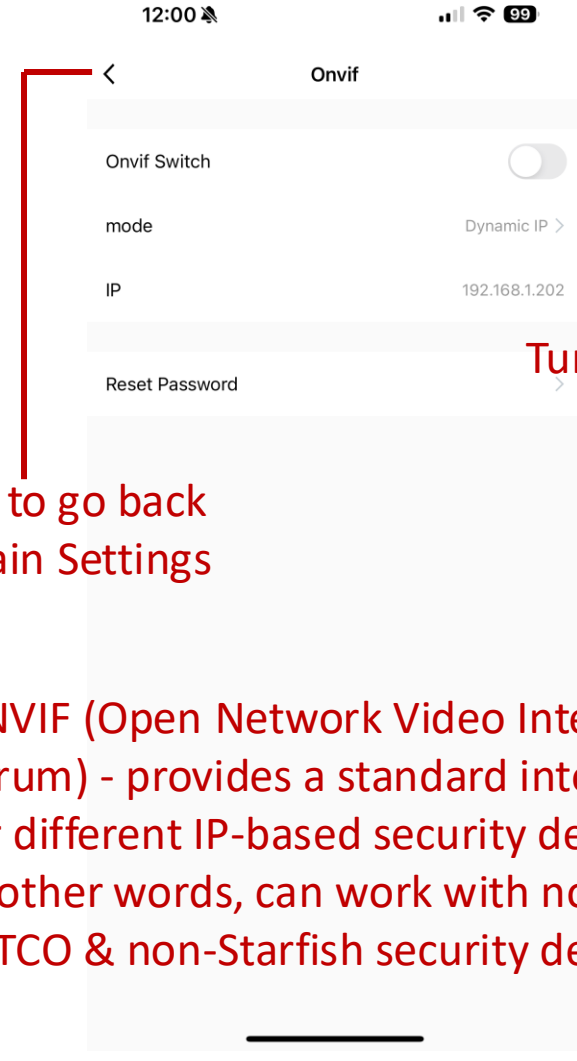 12:00
99
Onvif
Onvif Switch
mode
Dynamic IP >
IP
192.168.1.202
Tur
Reset Password
>
to go back
ain Settings
NVIF (Open Network Video Inte
rum) - provides a standard inte
r different IP-based security de
other words, can work with no
TCO & non-Starfish security de